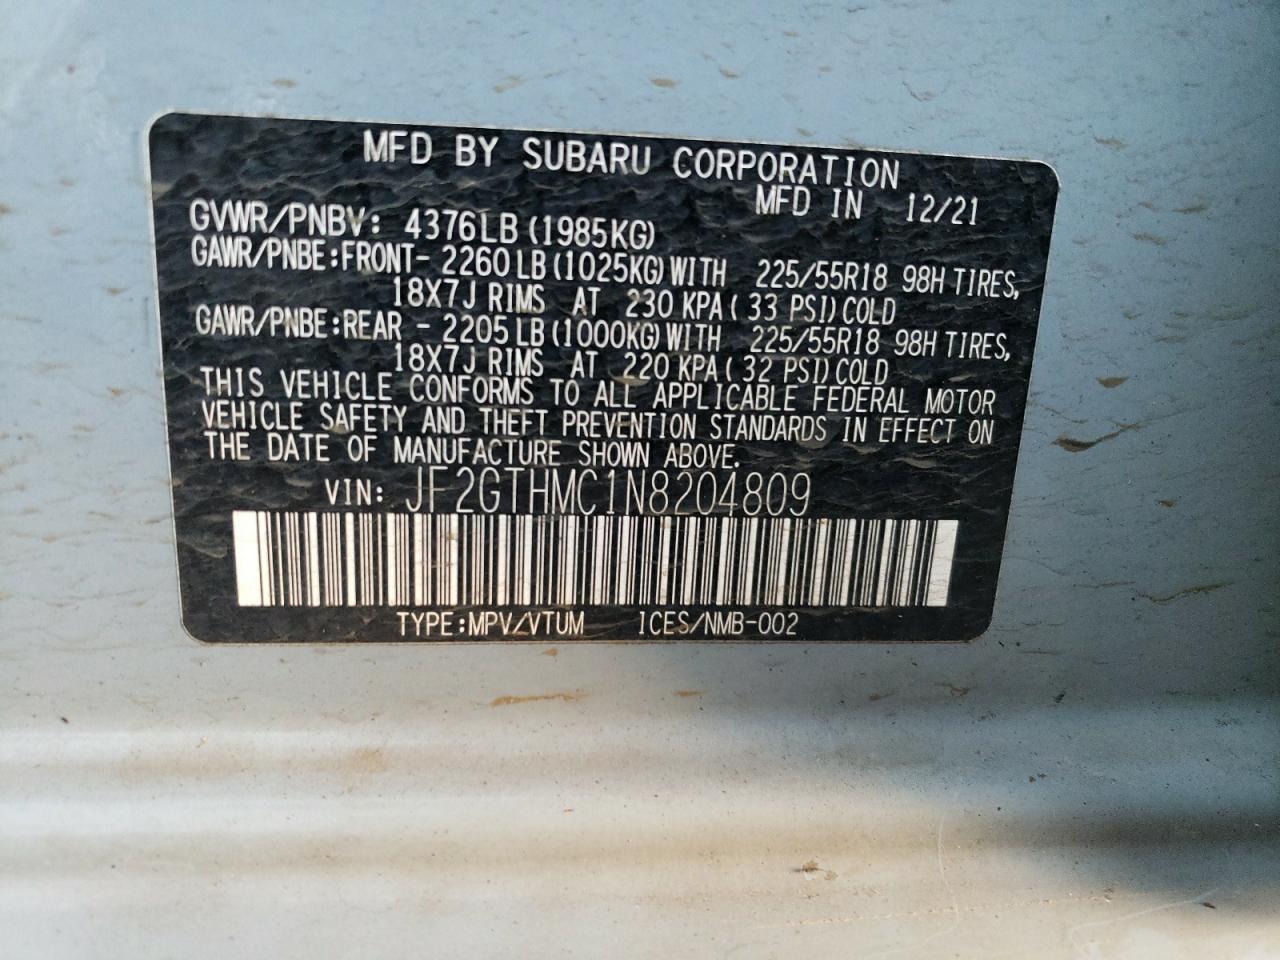 MFD BY SUBARU CORPORATION
MFD IN 12/21
GVWR/PNBV: 4376LB (1985KG)
GAWR/PNBE:FRONT- 2260 LB (1025KG) WITH 225/55R18 98H TIRES,
18X7J RIMS AT 230 KPA ( 33 PSI) COLD
GAWR/PNBE:REAR - 2205 LB (1000KG) WITH 225/55R18 98H TIRES,
18X7J RIMS AT 220 KPA ( 32 PSI) COLD
THIS VEHICLE CONFORMS TO ALL APPLICABLE FEDERAL MOTOR
VEHICLE SAFETY AND THEFT PREVENTION STANDARDS IN EFFECT ON
THE DATE OF MANUFACTURE SHOWN ABOVE.
VIN: JF2GTHMC1N8204809
TYPE:MPV/VTUM ICES/NMB-002